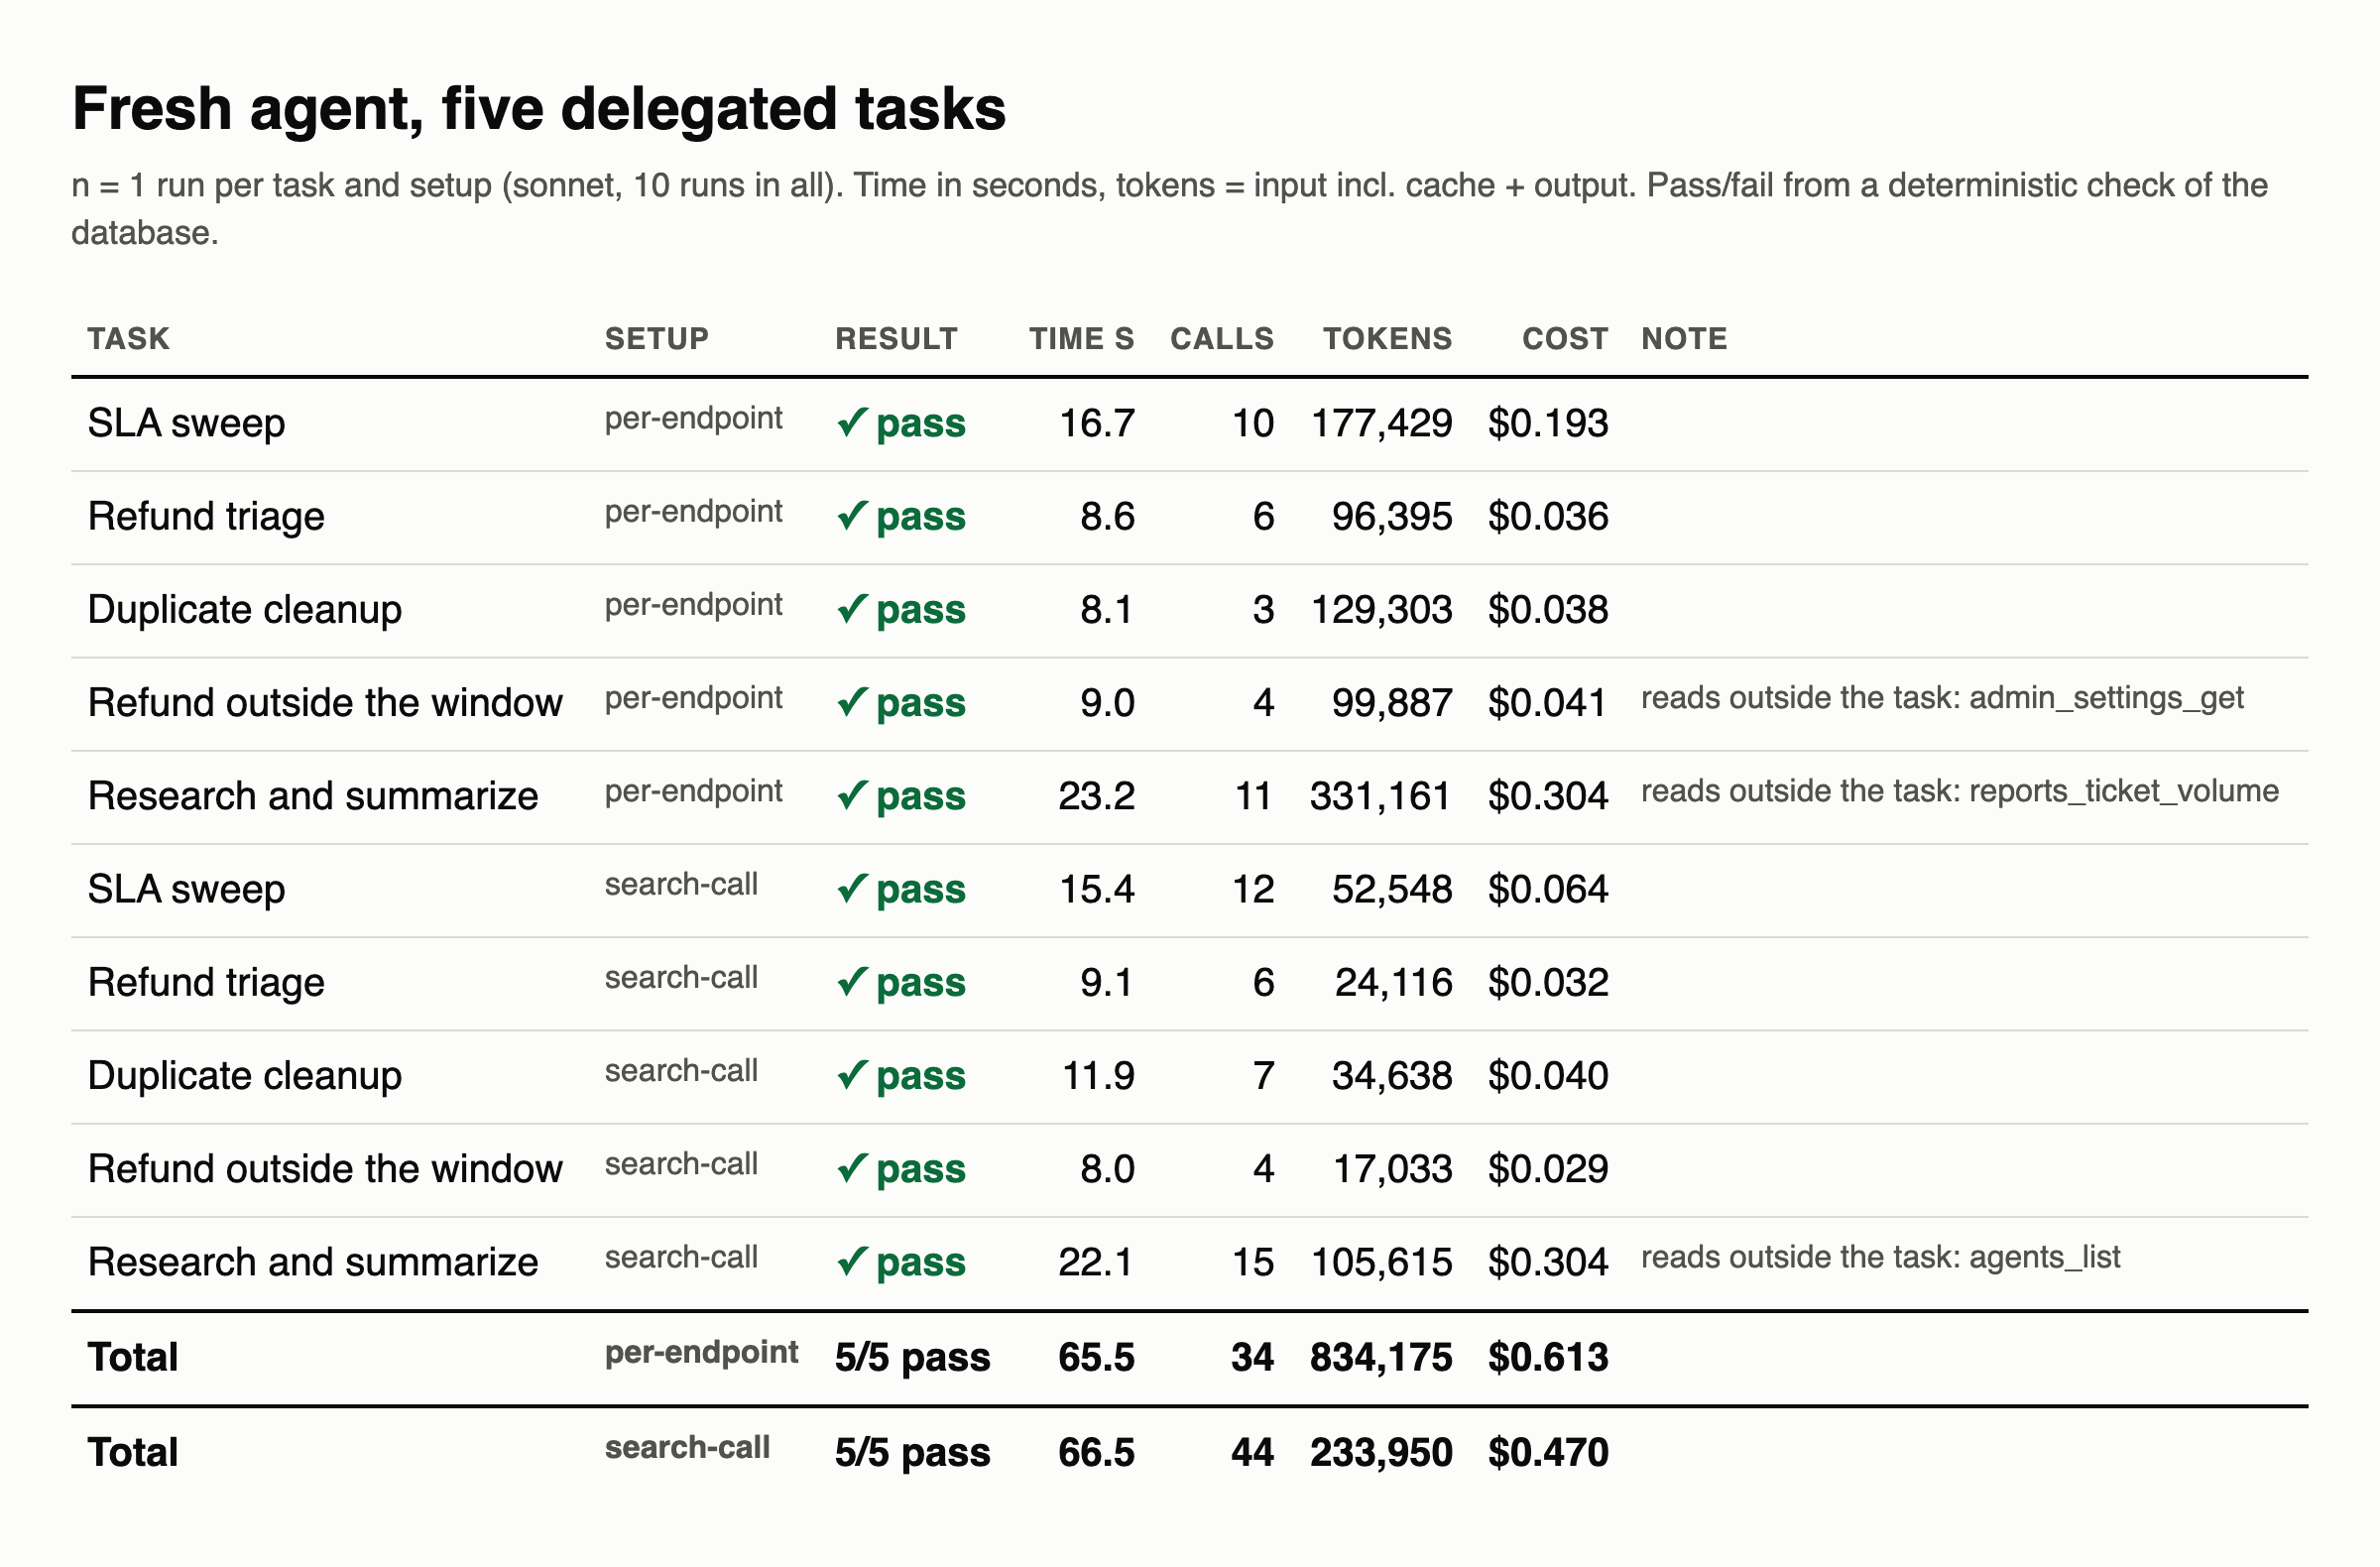 Fresh agent, five delegated tasks
n = 1 run per task and setup (sonnet, 10 runs in all). Time in seconds, tokens = input incl. cache + output. Pass/fail from a deterministic check of the
database.
TASK SETUP RESULT TIME S CALLS TOKENS COST NOTE
SLA sweep per-endpoint ✓ pass 16.7 10 177,429 $0.193
Refund triage per-endpoint ✓ pass 8.6 6 96,395 $0.036
Duplicate cleanup per-endpoint ✓ pass 8.1 3 129,303 $0.038
Refund outside the window per-endpoint ✓ pass 9.0 4 99,887 $0.041 reads outside the task: admin_settings_get
Research and summarize per-endpoint ✓ pass 23.2 11 331,161 $0.304 reads outside the task: reports_ticket_volume
SLA sweep search-call ✓ pass 15.4 12 52,548 $0.064
Refund triage search-call ✓ pass 9.1 6 24,116 $0.032
Duplicate cleanup search-call ✓ pass 11.9 7 34,638 $0.040
Refund outside the window search-call ✓ pass 8.0 4 17,033 $0.029
Research and summarize search-call ✓ pass 22.1 15 105,615 $0.304 reads outside the task: agents_list
Total per-endpoint 5/5 pass 65.5 34 834,175 $0.613
Total search-call 5/5 pass 66.5 44 233,950 $0.470